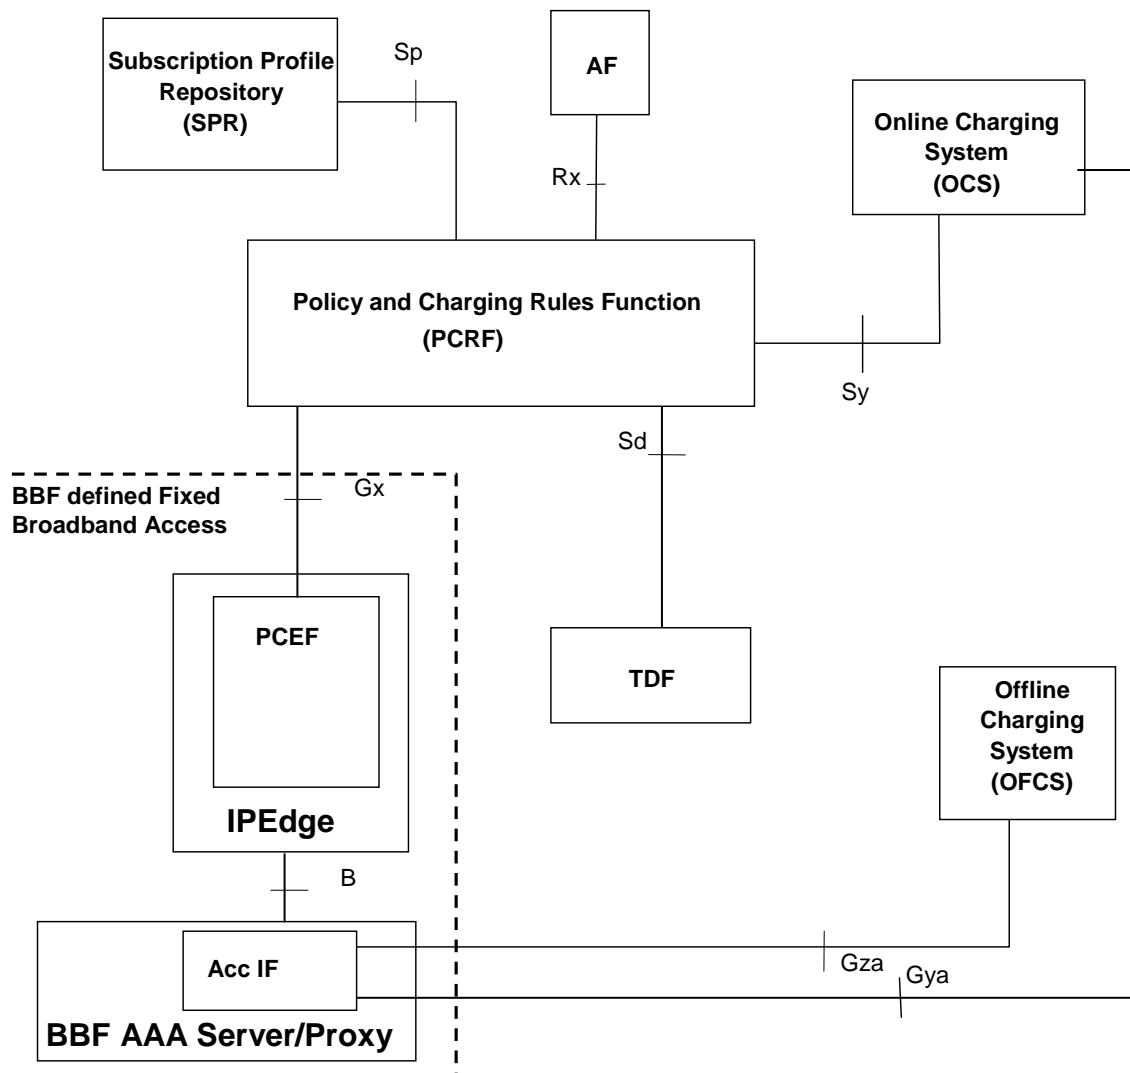 Subscription Profile
Repository
(SPR)
Sp
AF
Online Charging
System
(OCS)
Rx
Policy and Charging Rules Function
(PCRF)
Sy
Sd
Gx
BBF defined Fixed
Broadband Access
PCEF
TDF
Offline
Charging
System
(OFCS)
IPEdge
B
Acc IF
Gza
Gya
BBF AAA Server/Proxy